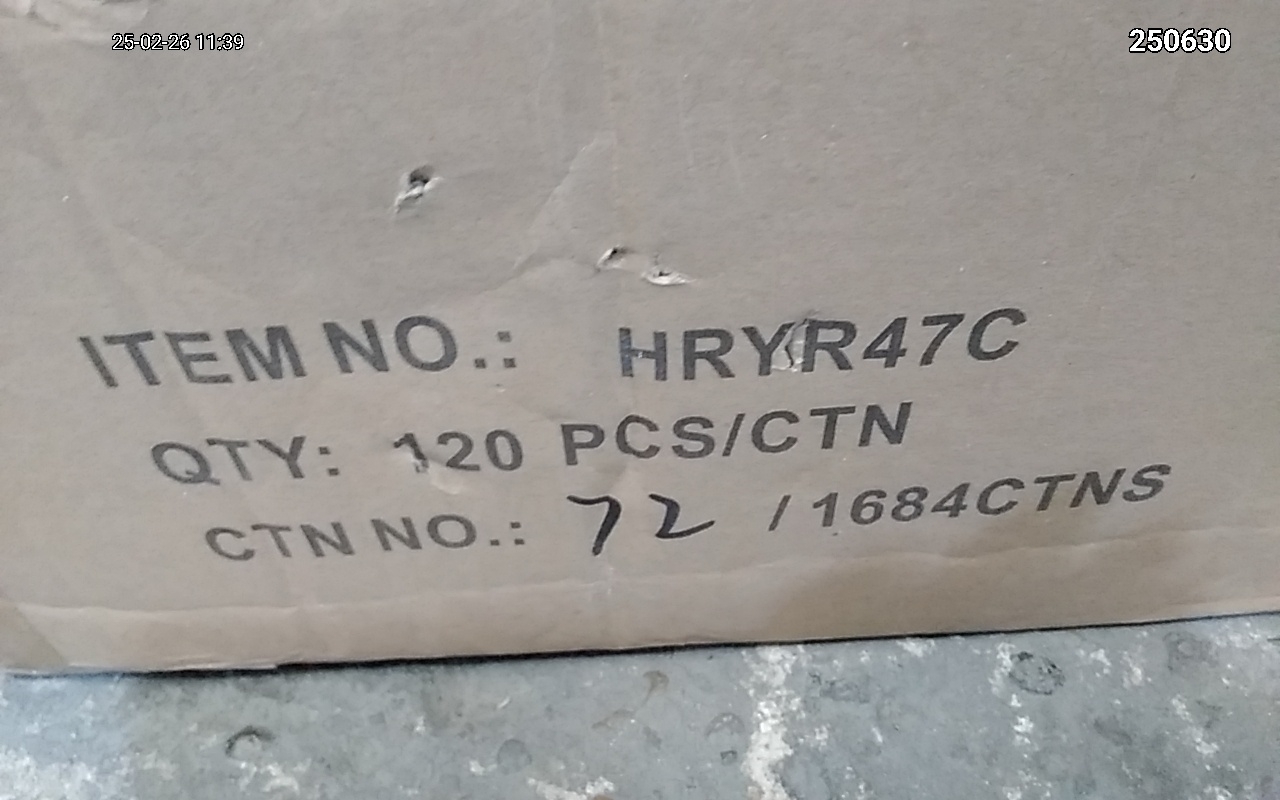 25-02-26 11:39
250630
ITEM NO.: HRYR47C
QTY: 120 PCS/CTN
CTN NO.: 72 / 1684CTNS